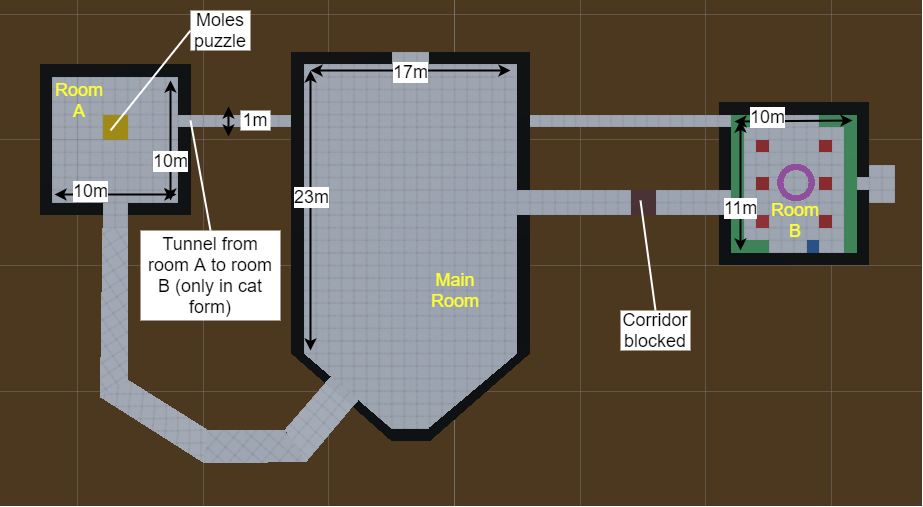 Moles
puzzle
Room
A
17m
10m
1m
10m
10m
23m
11m
Room
B
Tunnel from
room A to room
B (only in cat
form)
Main
Room
Corridor
blocked